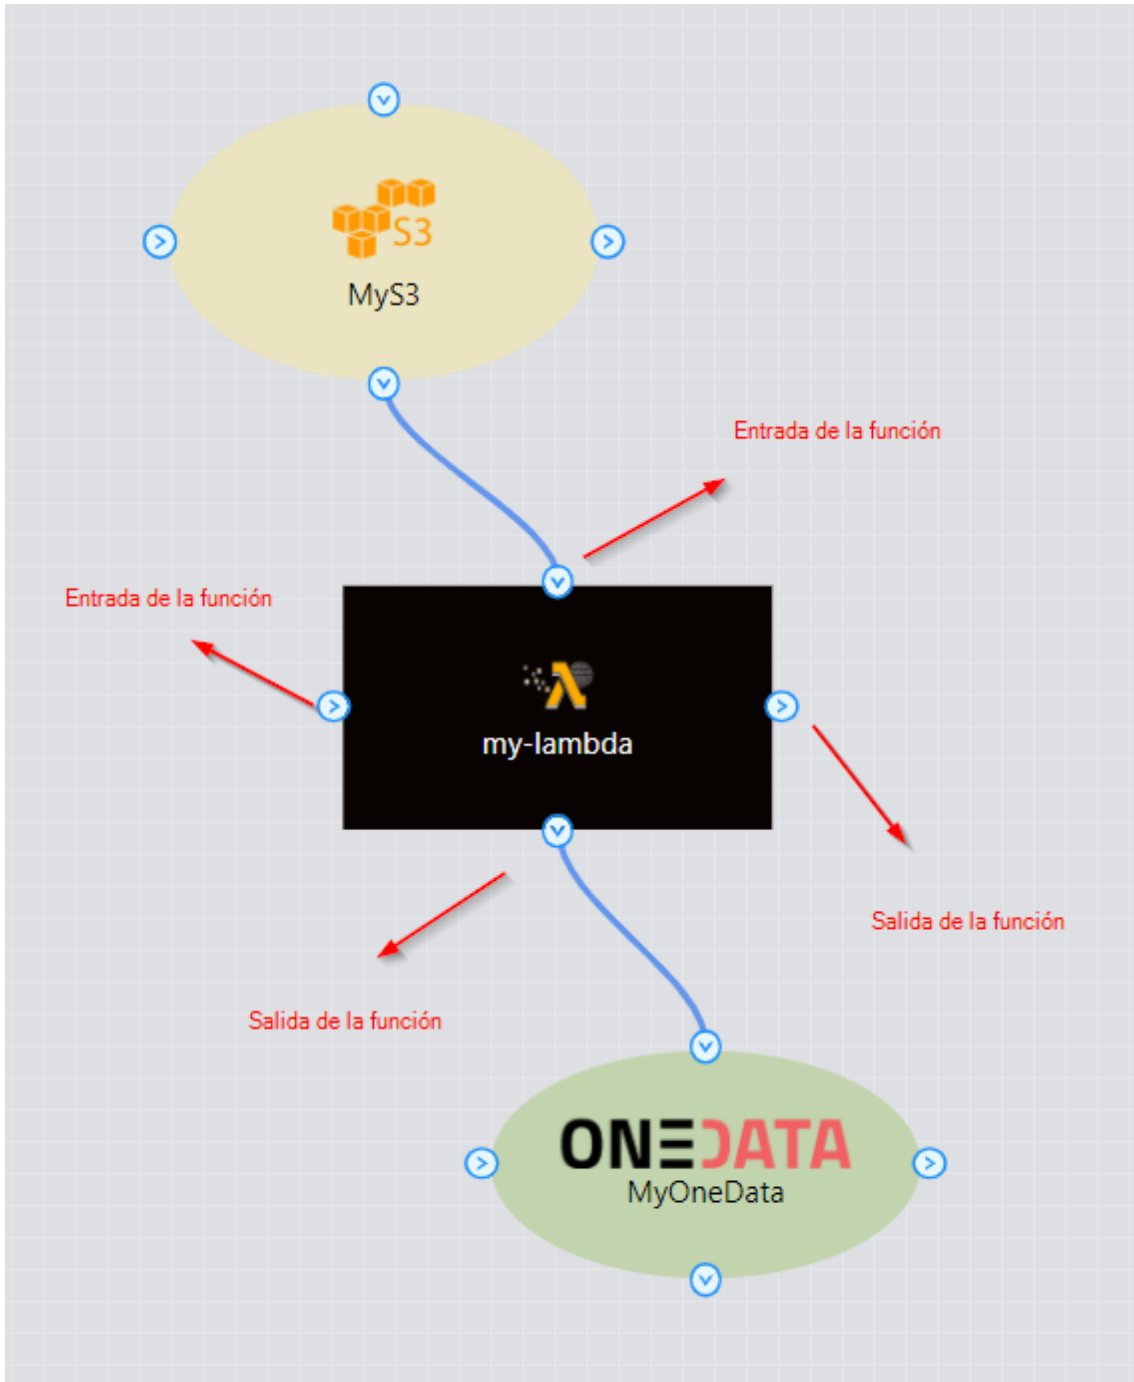 S3
MyS3
Entrada de la función
Entrada de la función
my-lambda
Salida de la función
Salida de la función
ONEDATA
MyOneData